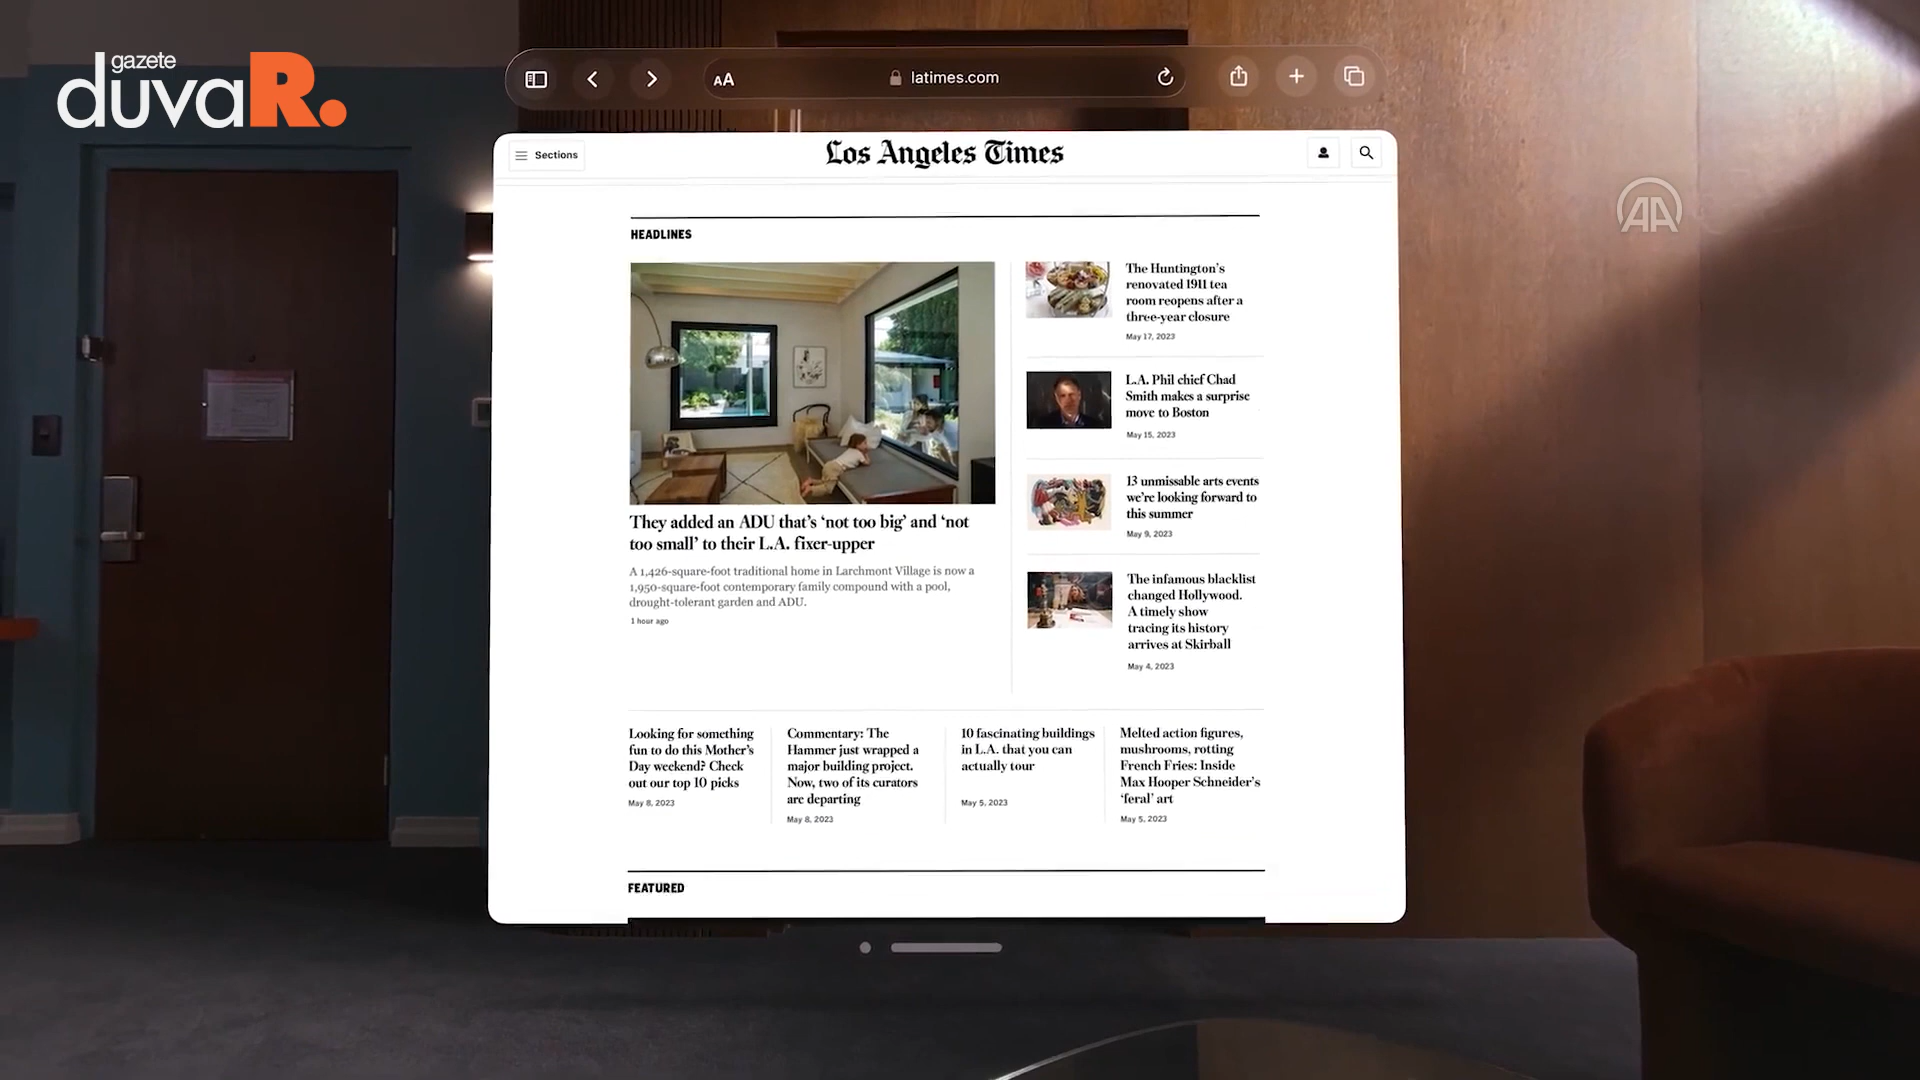 gazete
duvaR.
AA
latimes.com
AA
Sections
Los Angeles Times
HEADLINES
They added an ADU that's 'not too big' and 'not
too small' to their L.A. fixer-upper
A 1,426-square-foot traditional home in Larchmont Village is now a
1,950-square-foot contemporary family compound with a pool,
drought-tolerant garden and ADU.
1 hour ago
The Huntington's
renovated 1911 tea
room reopens after a
three-year closure
May 17, 2023
L.A. Phil chief Chad
Smith makes a surprise
move to Boston
May 15, 2023
13 unmissable arts events
we're looking forward to
this summer
May 9, 2023
The infamous blacklist
changed Hollywood.
A timely show
tracing its history
arrives at Skirball
May 4, 2023
Looking for something
fun to do this Mother's
Day weekend? Check
out our top 10 picks
May 8, 2023
Commentary: The
Hammer just wrapped a
major building project.
Now, two of its curators
are departing
May 8, 2023
10 fascinating buildings
in L.A. that you can
actually tour
May 5, 2023
Melted action figures,
mushrooms, rotting
French Fries: Inside
Max Hooper Schneider's
'feral' art
May 5, 2023
FEATURED